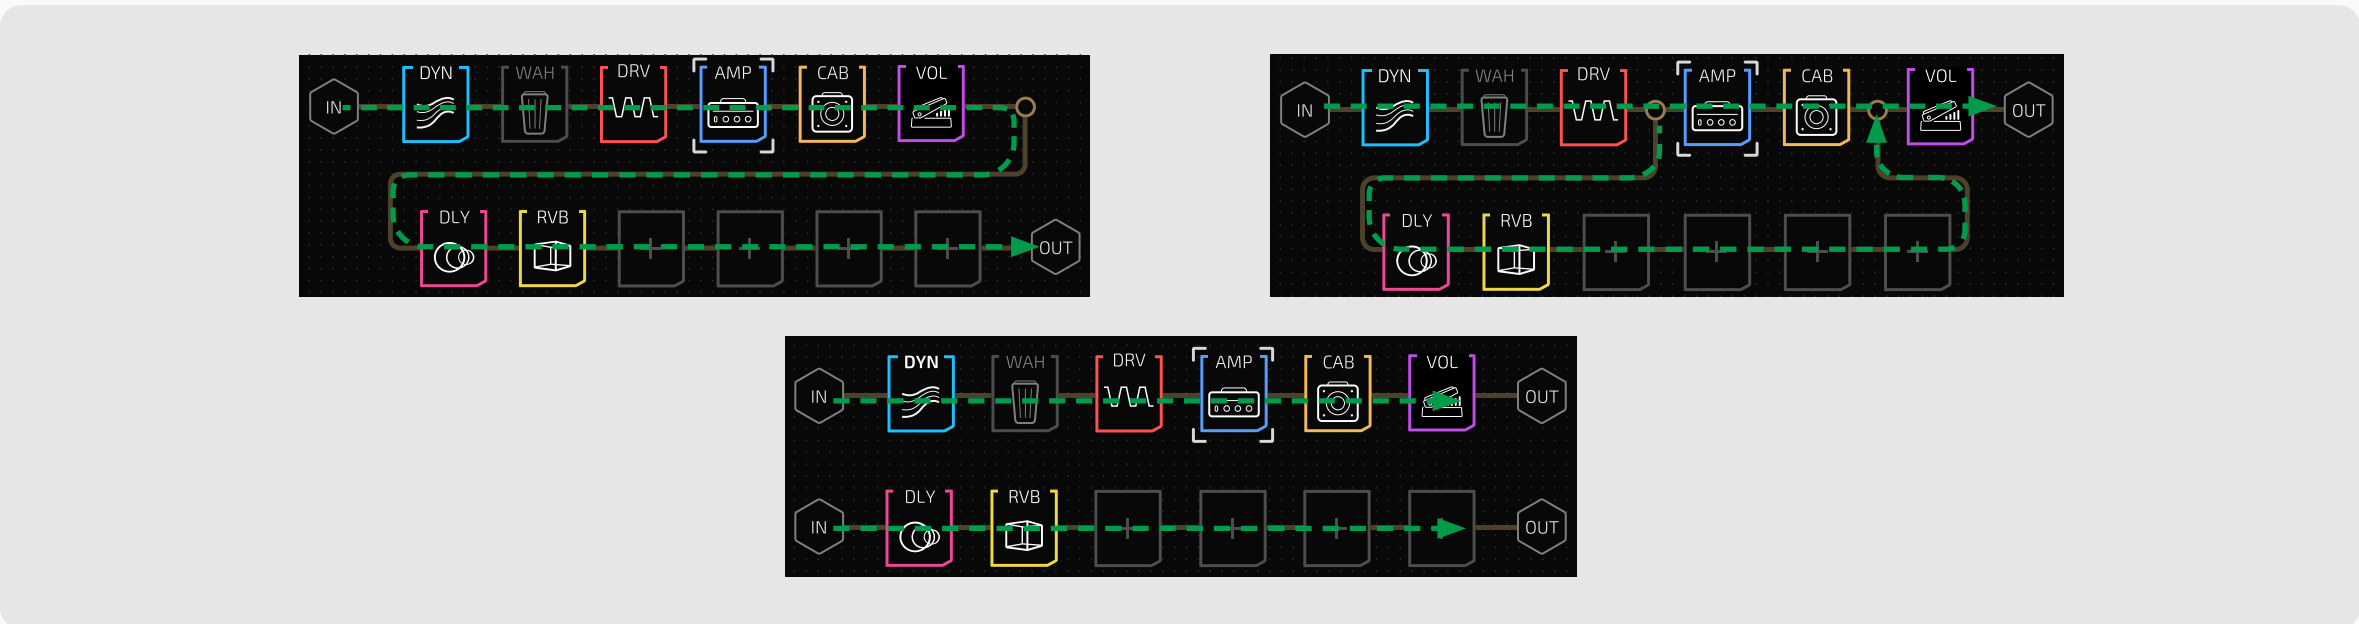 DYN WAH DRV AMP CAB VOL
IN
DLY RVB
OUT
DYN WAH DRV AMP CAB VOL
IN OUT
DLY RVB
DYN WAH DRV AMP CAB VOL
IN OUT
DLY RVB
IN OUT